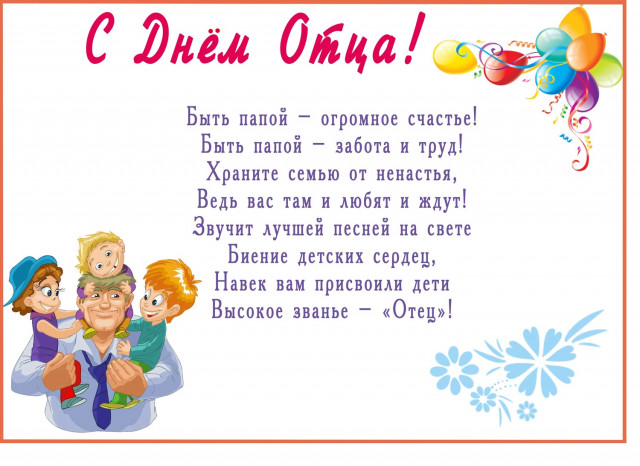 С Днём Отца!
Быть папой – огромное счастье!
Быть папой – забота и труд!
Храните семью от ненастья,
Ведь вас там и любят и ждут!
Звучит лучшей песней на свете
Биение детских сердец,
Навек вам присвоили дети
Высокое званье – «Отец»!